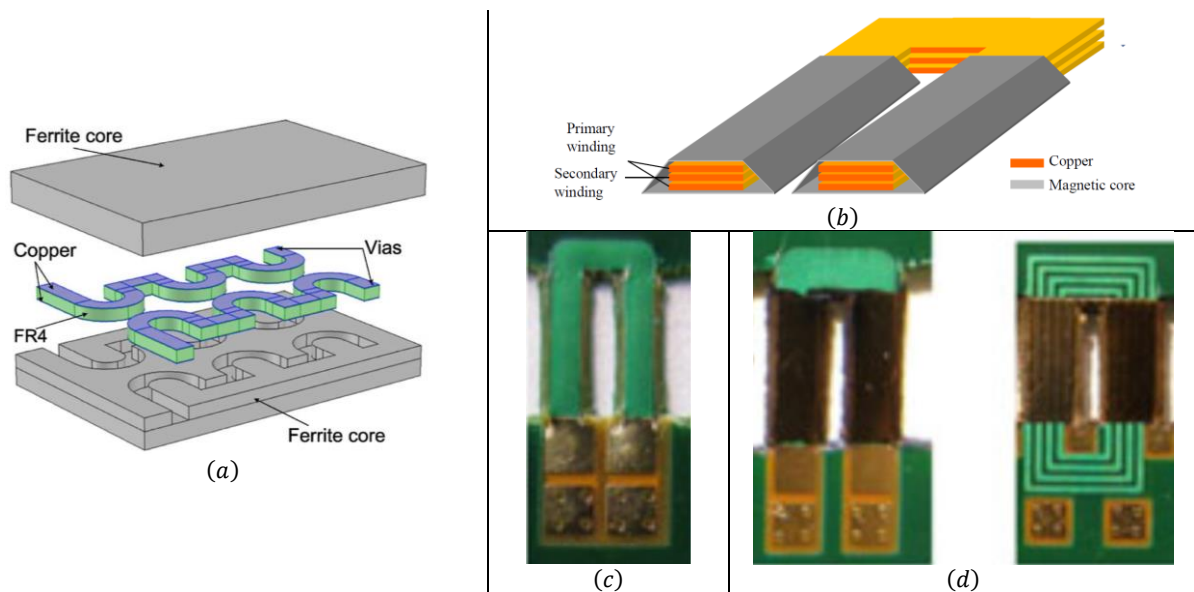 Ferrite core
Copper
Vias
FR4
Ferrite core
(a)
Primary
winding
Secondary
winding
Copper
Magnetic core
(b)
(c)
(d)